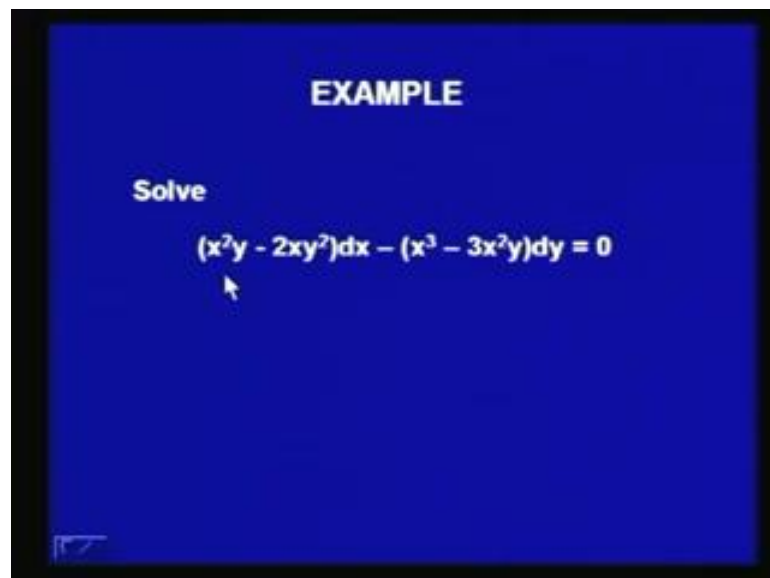 EXAMPLE
Solve
(x²y - 2xy²)dx – (x³ – 3x²y)dy = 0